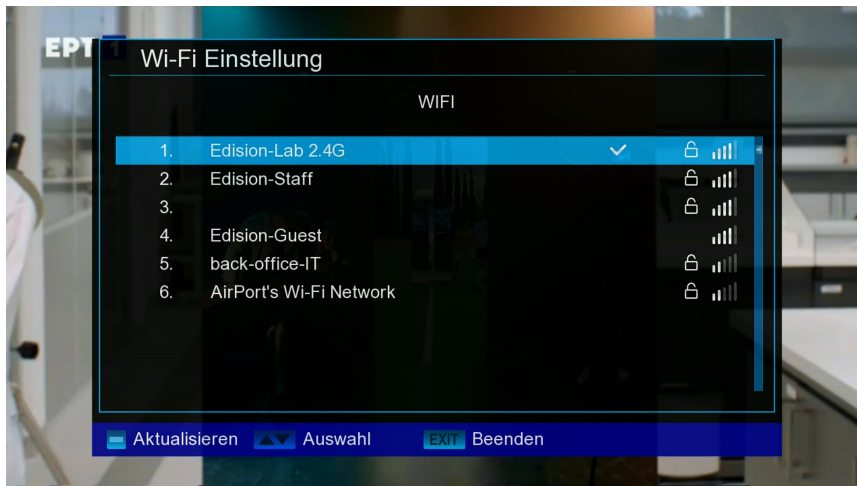 EPT 1
Wi-Fi Einstellung
WIFI
1. Edision-Lab 2.4G
2. Edision-Staff
3.
4. Edision-Guest
5. back-office-IT
6. AirPort's Wi-Fi Network
Aktualisieren Auswahl EXIT Beenden